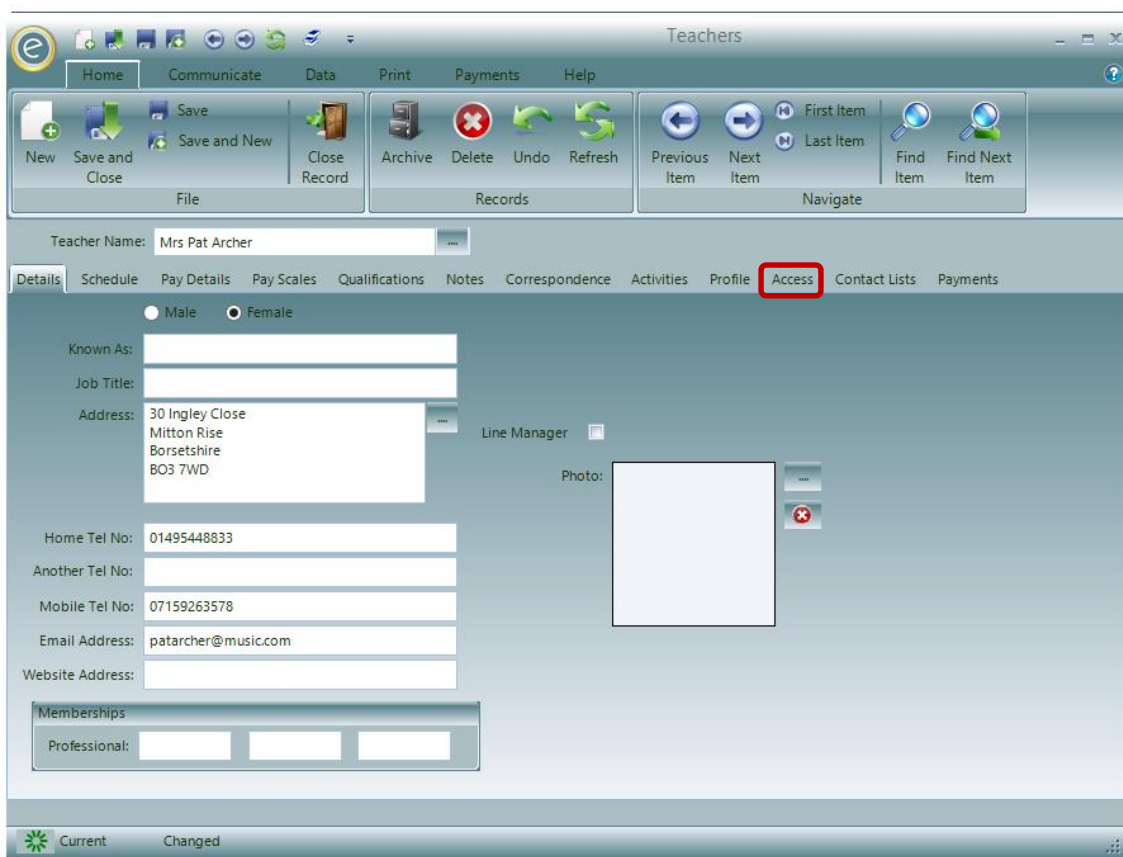 e
Teachers
Home Communicate Data Print Payments Help
New
Save and Close
Save
Save and New
Close Record
File
Archive Delete Undo Refresh
Records
Previous Item
Next Item
First Item
Last Item
Find Item
Find Next Item
Navigate
Teacher Name: Mrs Pat Archer
Details Schedule Pay Details Pay Scales Qualifications Notes Correspondence Activities Profile Access Contact Lists Payments
Male Female
Known As:
Job Title:
Address: 30 Ingley Close
Mitton Rise
Borsetshire
BO3 7WD
Line Manager
Photo:
Home Tel No: 01495448833
Another Tel No:
Mobile Tel No: 07159263578
Email Address: patarcher@music.com
Website Address:
Memberships
Professional:
Current Changed